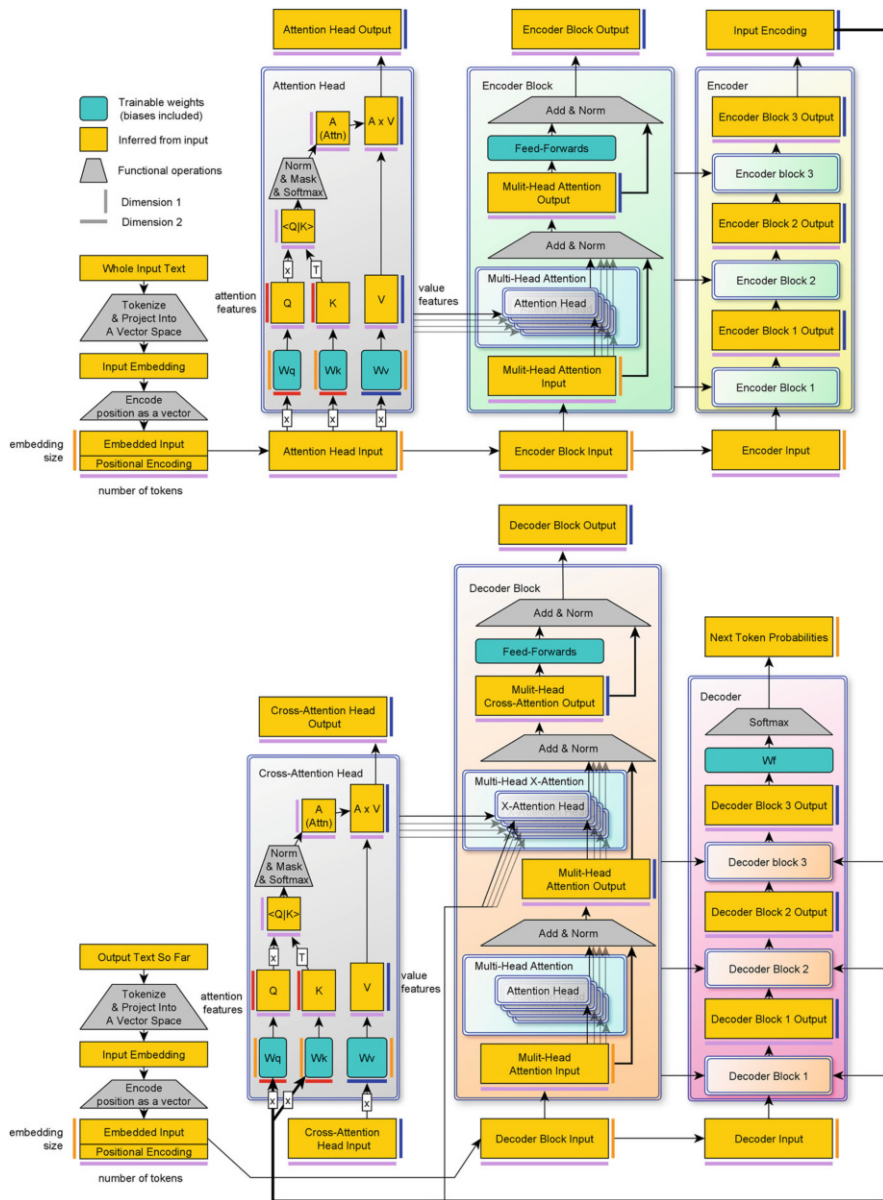 Attention Head Output
Encoder Block Output
Input Encoding
Trainable weights
(biases included)
Inferred from input
Functional operations
Dimension 1
Dimension 2
Whole Input Text
Tokenize
& Project Into
A Vector Space
Input Embedding
Encode
position as a vector
embedding
size
Embedded Input
Positional Encoding
number of tokens
Attention Head
A
(Attn)
A x V
Norm
& Mask
& Softmax
<Q|K>
x
T
attention
features
Q
K
V
value
features
Wq
Wk
Wv
x
x
x
Attention Head Input
Encoder Block
Add & Norm
Feed-Forwards
Mulit-Head Attention
Output
Add & Norm
Multi-Head Attention
Attention Head
Mulit-Head Attention
Input
Encoder Block Input
Encoder
Encoder Block 3 Output
Encoder block 3
Encoder Block 2 Output
Encoder Block 2
Encoder Block 1 Output
Encoder Block 1
Encoder Input
Decoder Block Output
Decoder Block
Add & Norm
Feed-Forwards
Mulit-Head
Cross-Attention Output
Add & Norm
Multi-Head X-Attention
X-Attention Head
Mulit-Head
Attention Output
Add & Norm
Multi-Head Attention
Attention Head
Mulit-Head
Attention Input
Decoder Block Input
Next Token Probabilities
Decoder
Softmax
Wf
Decoder Block 3 Output
Decoder block 3
Decoder Block 2 Output
Decoder Block 2
Decoder Block 1 Output
Decoder Block 1
Decoder Input
Cross-Attention Head
Output
Cross-Attention Head
A
(Attn)
A x V
Norm
& Mask
& Softmax
<Q|K>
x
T
attention
features
Q
K
V
value
features
Wq
Wk
Wv
x
x
x
Cross-Attention
Head Input
Output Text So Far
Tokenize
& Project Into
A Vector Space
Input Embedding
Encode
position as a vector
embedding
size
Embedded Input
Positional Encoding
number of tokens